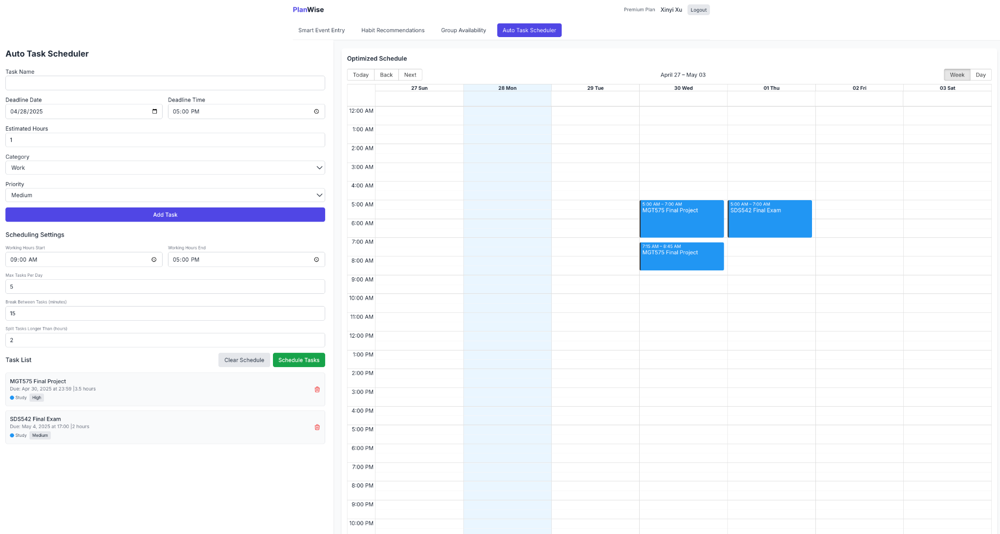 PlanWise
Premium Plan
Xinyi Xu
Logout
Smart Event Entry
Habit Recommendations
Group Availability
Auto Task Scheduler
Auto Task Scheduler
Task Name
Deadline Date
Deadline Time
04/28/2025
05:00 PM
Estimated Hours
1
Category
Work
Priority
Medium
Add Task
Scheduling Settings
Working Hours Start
Working Hours End
09:00 AM
05:00 PM
Max Tasks Per Day
5
Break Between Tasks (minutes)
15
Split Tasks Longer Than (hours)
2
Task List
Clear Schedule
Schedule Tasks
MGT575 Final Project
Due: Apr 30, 2025 at 23:59 |3.5 hours
Study
High
SDS542 Final Exam
Due: May 4, 2025 at 17:00 |2 hours
Study
Medium
Optimized Schedule
Today
Back
Next
April 27 – May 03
Week
Day
27 Sun
28 Mon
29 Tue
30 Wed
01 Thu
02 Fri
03 Sat
12:00 AM
1:00 AM
2:00 AM
3:00 AM
4:00 AM
5:00 AM
6:00 AM
7:00 AM
8:00 AM
9:00 AM
10:00 AM
11:00 AM
12:00 PM
1:00 PM
2:00 PM
3:00 PM
4:00 PM
5:00 PM
6:00 PM
7:00 PM
8:00 PM
9:00 PM
10:00 PM
5:00 AM – 7:00 AM
MGT575 Final Project
7:15 AM – 8:45 AM
MGT575 Final Project
5:00 AM – 7:00 AM
SDS542 Final Exam